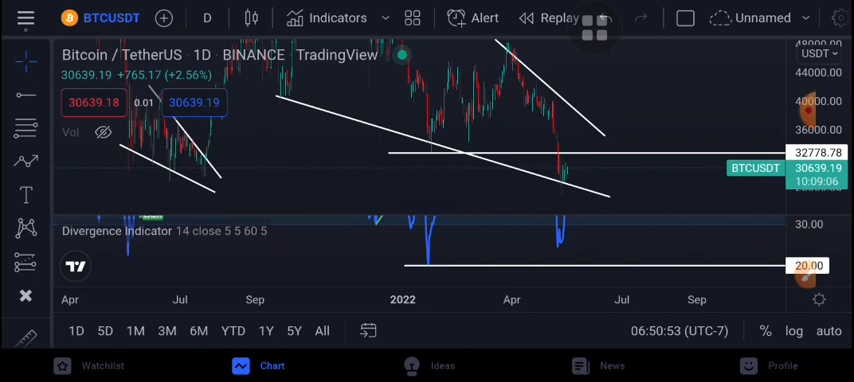 BTCUSDT D Indicators Alert Replay Unnamed
Bitcoin / TetherUS · 1D · BINANCE · TradingView
30639.19 +765.17 (+2.56%)
30639.18 0.01 30639.19
Vol
USDT
48000.00
44000.00
40000.00
36000.00
32778.78
BTCUSDT 30639.19
10:09:06
Divergence Indicator 14 close 5 5 60 5
30.00
20.00
Apr Jul Sep 2022 Apr Jul Sep
1D 5D 1M 3M 6M YTD 1Y 5Y All 06:50:53 (UTC-7) % log auto
Watchlist Chart Ideas News Profile